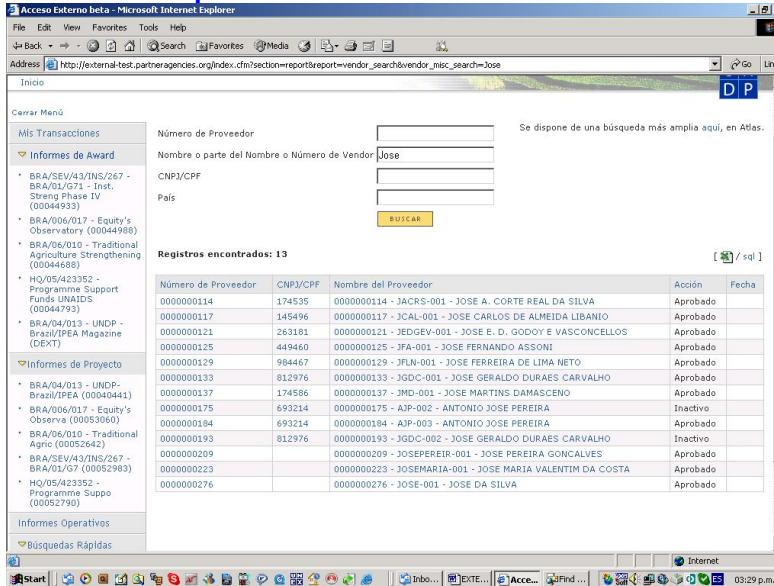 Acceso Externo beta - Microsoft Internet Explorer
File Edit View Favorites Tools Help
Back Search Favorites Media
Address http://external-test.partneragencies.org/index.cfm?section=report&report=vendor_search&vendor_misc_search=Jose Go Lin
Inicio
D P
Cerrar Menú
Mis Transacciones
Informes de Award
BRA/SEV/43/INS/267 -
BRA/01/G71 - Inst.
Streng Phase IV
(00044933)
BRA/006/017 - Equity's
Observatory (00044988)
BRA/06/010 - Traditional
Agriculture Strengthening
(00044688)
HQ/05/423352 -
Programme Support
Funds UNAIDS
(00044793)
BRA/04/013 - UNDP -
Brazil/IPEA Magazine
(DEXT)
Informes de Proyecto
BRA/04/013 - UNDP-
Brazil/IPEA (00040441)
BRA/006/017 - Equity's
Observa (00053060)
BRA/06/010 - Traditional
Agric (00052642)
BRA/SEV/43/INS/267 -
BRA/01/G7 (00052983)
HQ/05/423352 -
Programme Suppo
(00052790)
Informes Operativos
Búsquedas Rápidas
Número de Proveedor
Se dispone de una búsqueda más amplia aquí, en Atlas.
Nombre o parte del Nombre o Número de Vendor Jose
CNPJ/CPF
País
BUSCAR
Registros encontrados: 13 [ / sql ]
Número de Proveedor CNPJ/CPF Nombre del Proveedor Acción Fecha
0000000114 174535 0000000114 - JACRS-001 - JOSE A. CORTE REAL DA SILVA Aprobado
0000000117 145496 0000000117 - JCAL-001 - JOSE CARLOS DE ALMEIDA LIBANIO Aprobado
0000000121 263181 0000000121 - JEDGEV-001 - JOSE E. D. GODOY E VASCONCELLOS Aprobado
0000000125 449460 0000000125 - JFA-001 - JOSE FERNANDO ASSONI Aprobado
0000000129 984467 0000000129 - JFLN-001 - JOSE FERREIRA DE LIMA NETO Aprobado
0000000133 812976 0000000133 - JGDC-001 - JOSE GERALDO DURAES CARVALHO Aprobado
0000000137 174586 0000000137 - JMD-001 - JOSE MARTINS DAMASCENO Aprobado
0000000175 693214 0000000175 - AJP-002 - ANTONIO JOSE PEREIRA Inactivo
0000000184 693214 0000000184 - AJP-003 - ANTONIO JOSE PEREIRA Aprobado
0000000193 812976 0000000193 - JGDC-002 - JOSE GERALDO DURAES CARVALHO Inactivo
0000000209 0000000209 - JOSEPEREIR-001 - JOSE PEREIRA GONCALVES Aprobado
0000000223 0000000223 - JOSEMARIA-001 - JOSE MARIA VALENTIM DA COSTA Aprobado
0000000276 0000000276 - JOSE-001 - JOSE DA SILVA Aprobado
Internet
Start Inbo... EXTE... Acce... Find ... ES 03:29 p.m.